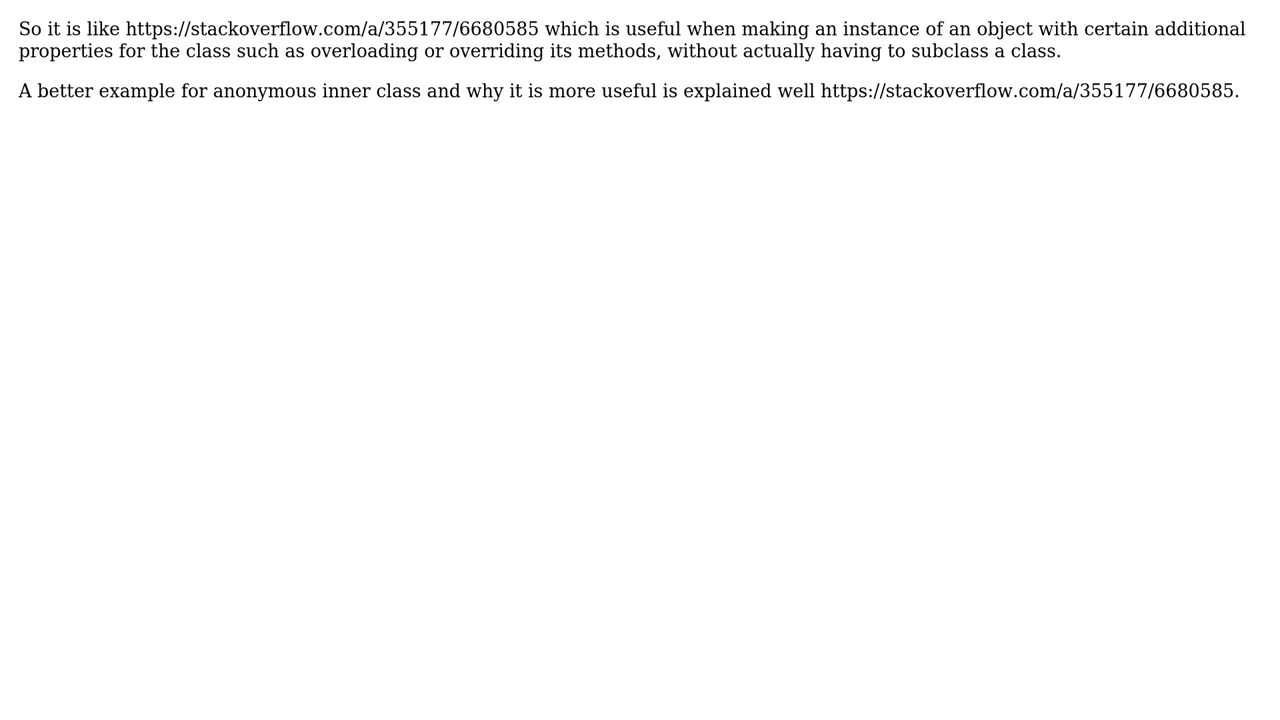 So it is like https://stackoverflow.com/a/355177/6680585 which is useful when making an instance of an object with certain additional
properties for the class such as overloading or overriding its methods, without actually having to subclass a class.
A better example for anonymous inner class and why it is more useful is explained well https://stackoverflow.com/a/355177/6680585.